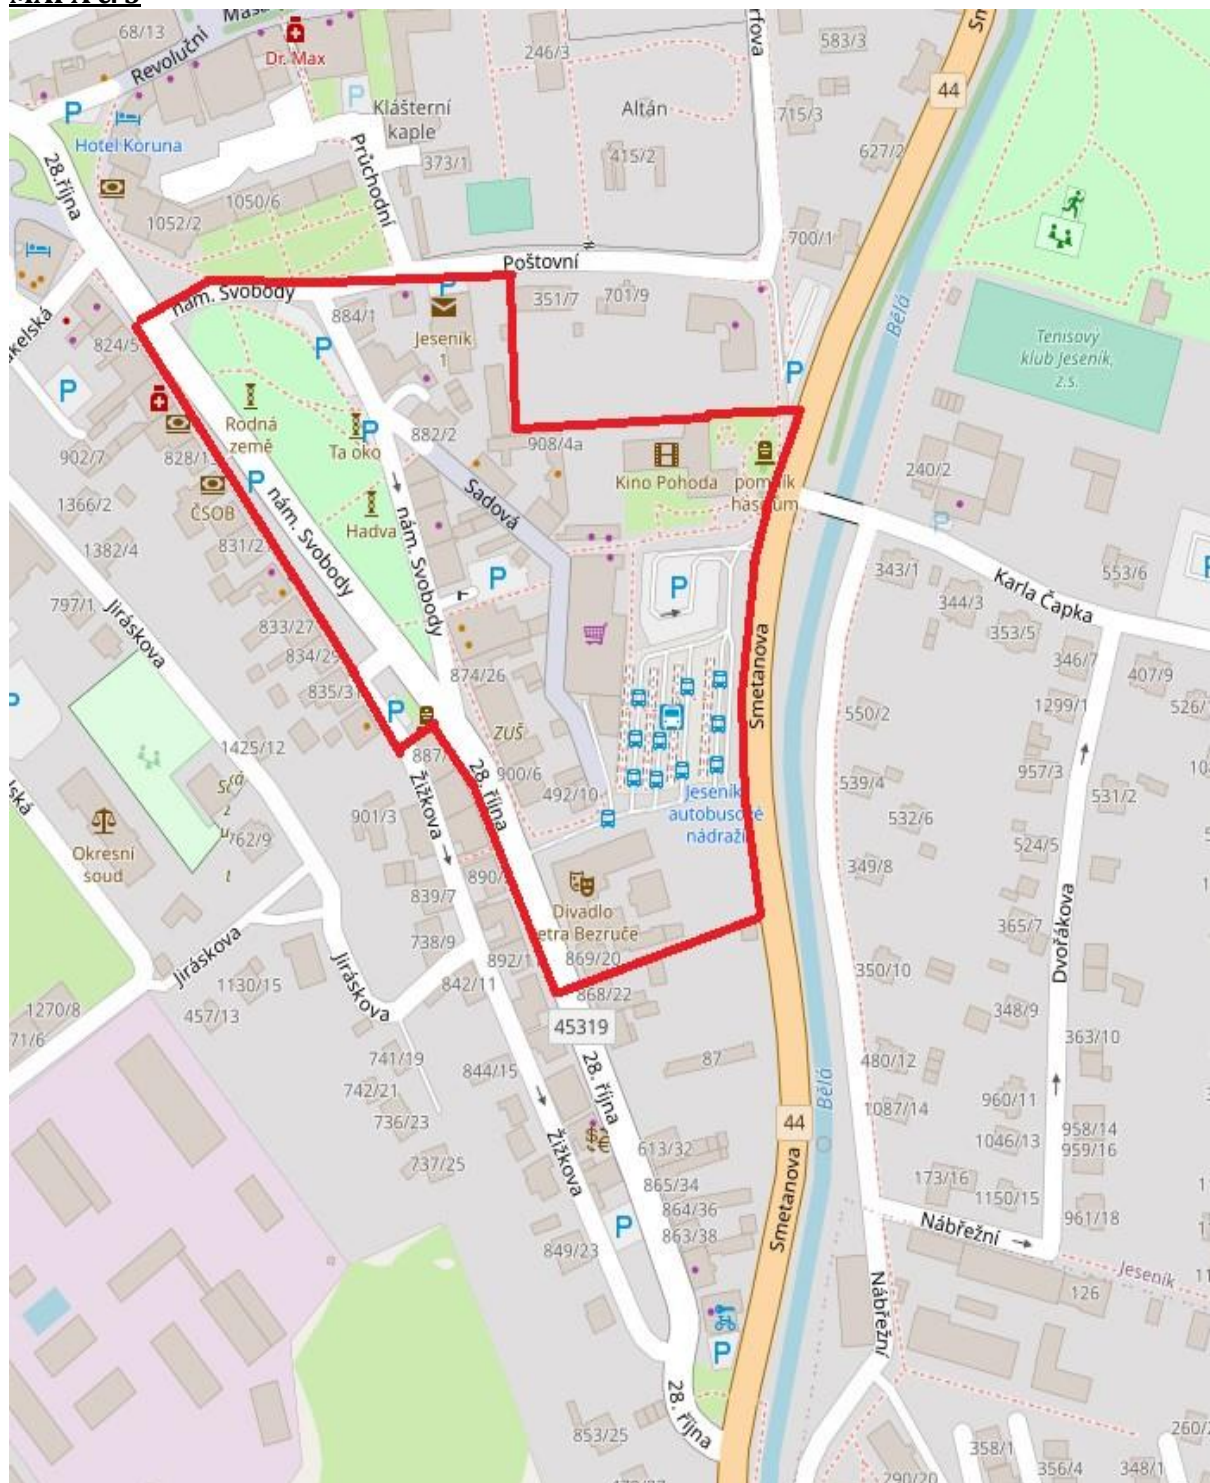 68/13
Revoluční
Dr. Max
246/3
583/3
44
Hotel Koruna
Klášterní
kaple
Altán
715/3
28.října
Průchodní
373/1
415/2
627/2
1050/6
1052/2
700/1
Poštovní
nám. Svobody
351/7
701/9
884/1
Bělá
Jeseník
1
Tenisový
klub Jeseník,
z.s.
Rodná
země
Ta oko
882/2
908/4a
902/7
Kino Pohoda
240/2
1366/2
ČSOB
Sadová
Hadva
nám. Svobody
nám. Svobody
1382/4
343/1
Karla Čapka
553/6
797/1
Jiráskova
344/3
353/5
833/27
346/7
834/29
874/26
Smetanova
407/9
835/31
1299/1
550/2
ZUŠ
1425/12
900/6
957/3
28. října
492/10
539/4
531/2
Jeseník
autobusové
nádraží
Žižkova
901/3
532/6
762/9
524/5
Okresní
soud
349/8
839/7
Divadlo
869/20
365/7
Dvořákova
738/9
Jiráskova
Jiráskova
350/10
842/11
868/22
1130/15
1270/8
457/13
348/9
71/6
45319
363/10
741/19
87
480/12
844/15
28. října
Bělá
742/21
960/11
1087/14
736/23
44
958/14
1046/13
613/32
959/16
737/25
Žižkova
865/34
173/16
1150/15
864/36
961/18
863/38
Smetanova
Nábřežní
849/23
Jeseník
126
Nábřežní
28. října
853/25
260/2
358/1
356/4
348/1
290/20